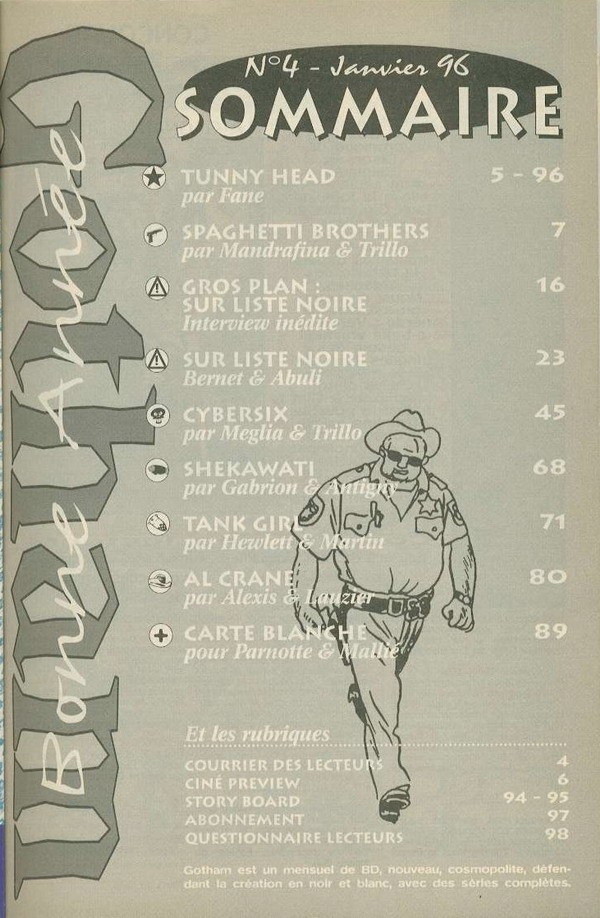 Gotham
Bonne Année
N°4 - Janvier 96
SOMMAIRE
TUNNY HEAD 5 - 96
par Fane
SPAGHETTI BROTHERS 7
par Mandrafina & Trillo
GROS PLAN : 16
SUR LISTE NOIRE
Interview inédite
SUR LISTE NOIRE 23
Bernet & Abuli
CYBERSIX 45
par Meglia & Trillo
SHEKAWATI 68
par Gabrion & Antigny
TANK GIRL 71
par Hewlett & Martin
AL CRANE 80
par Alexis & Lauzier
CARTE BLANCHE 89
pour Parnotte & Mallié
Et les rubriques
COURRIER DES LECTEURS 4
CINÉ PREVIEW 6
STORY BOARD 94 - 95
ABONNEMENT 97
QUESTIONNAIRE LECTEURS 98
Gotham est un mensuel de BD, nouveau, cosmopolite, défen-
dant la création en noir et blanc, avec des séries complètes.